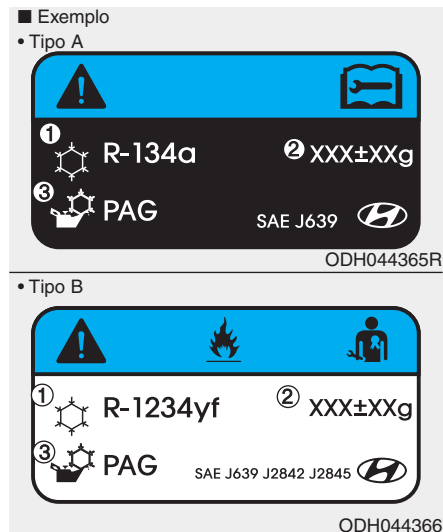 ■ Exemplo
• Tipo A
① R-134a ② XXX±XXg
③ PAG SAE J639
ODH044365R
• Tipo B
① R-1234yf ② XXX±XXg
③ PAG SAE J639 J2842 J2845
ODH044366